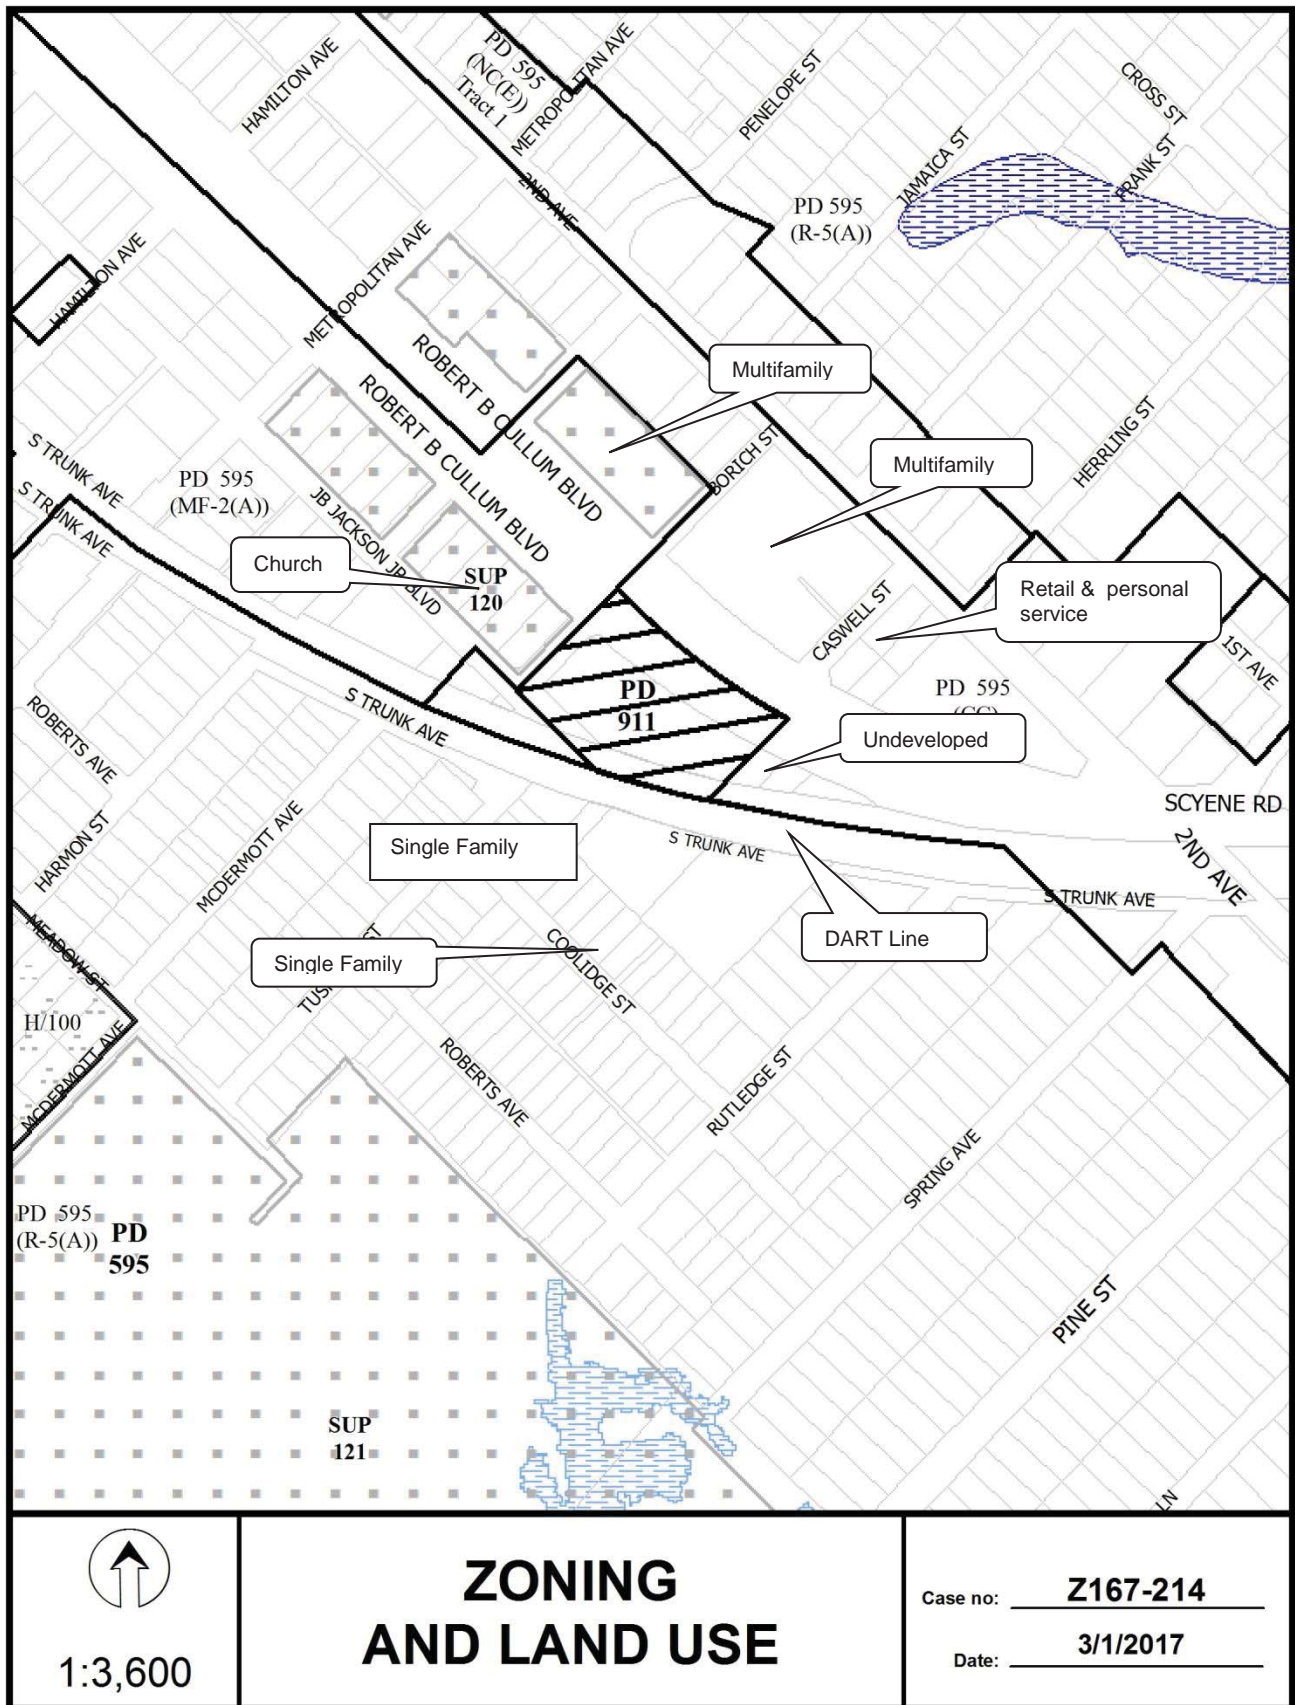 HAMILTON AVE
PD 595
(NC(E))
Tract 1
METROPOLITAN AVE
PENELOPE ST
CROSS ST
FRANK ST
JAMAICA ST
2ND AVE
PD 595
(R-5(A))
HAMILTON AVE
METROPOLITAN AVE
ROBERT B CULLUM BLVD
ROBERT B CULLUM BLVD
Multifamily
BORICH ST
HERRLING ST
Multifamily
S TRUNK AVE
S TRUNK AVE
PD 595
(MF-2(A))
JB JACKSON JR BLVD
Church
SUP
120
Retail & personal
service
CASWELL ST
1ST AVE
PD 595
PD
911
Undeveloped
S TRUNK AVE
ROBERTS AVE
SCYENE RD
2ND AVE
HARMON ST
MCDERMOTT AVE
Single Family
S TRUNK AVE
S TRUNK AVE
DART Line
MEADOW ST
Single Family
COOLIDGE ST
H/100
MCDERMOTT AVE
ROBERTS AVE
RUTLEDGE ST
SPRING AVE
PD 595
(R-5(A))
PD
595
PINE ST
SUP
121
LN
1:3,600
ZONING
AND LAND USE
Case no: Z167-214
Date: 3/1/2017